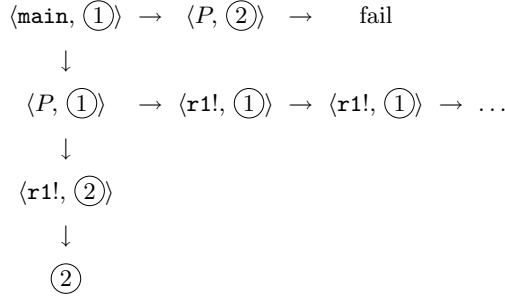 ⟨main, ①⟩ → ⟨P, ②⟩ → fail
↓
⟨P, ①⟩ → ⟨r1!, ①⟩ → ⟨r1!, ①⟩ → ...
↓
⟨r1!, ②⟩
↓
②